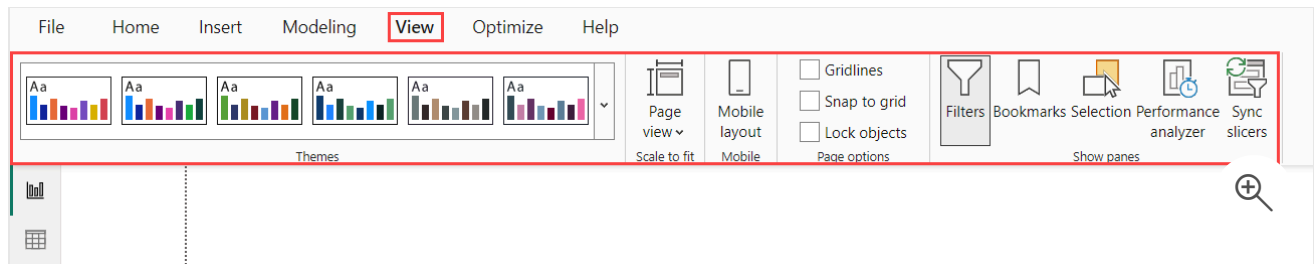 File Home Insert Modeling View Optimize Help
Aa Aa Aa Aa Aa Aa
Page view
Mobile layout
Gridlines
Snap to grid
Lock objects
Filters Bookmarks Selection Performance analyzer Sync slicers
Themes Scale to fit Mobile Page options Show panes